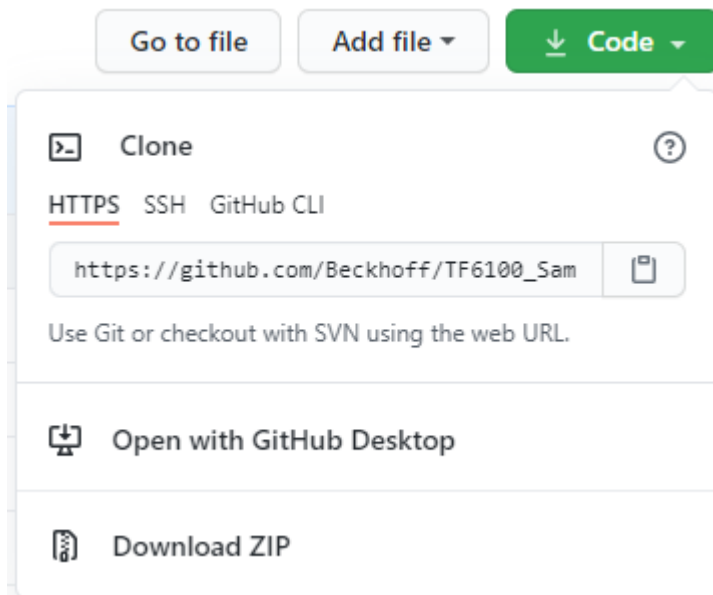 Go to file Add file Code
Clone
HTTPS SSH GitHub CLI
https://github.com/Beckhoff/TF6100_Sam
Use Git or checkout with SVN using the web URL.
Open with GitHub Desktop
Download ZIP